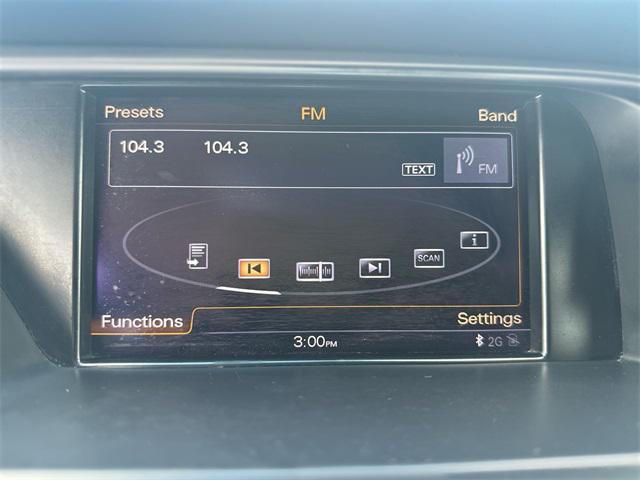 Presets FM Band
104.3 104.3
TEXT FM
SCAN i
Functions Settings
3:00PM 2G